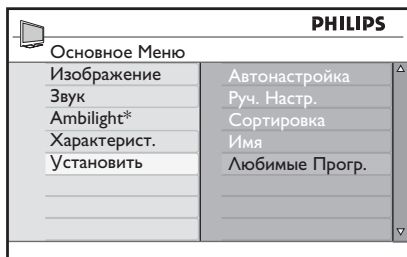 PHILIPS
Основное Меню
Изображение
Звук
Ambilight*
Характерист.
Установить
Автонастройка
Руч. Настр.
Сортировка
Имя
Любимые Прогр.